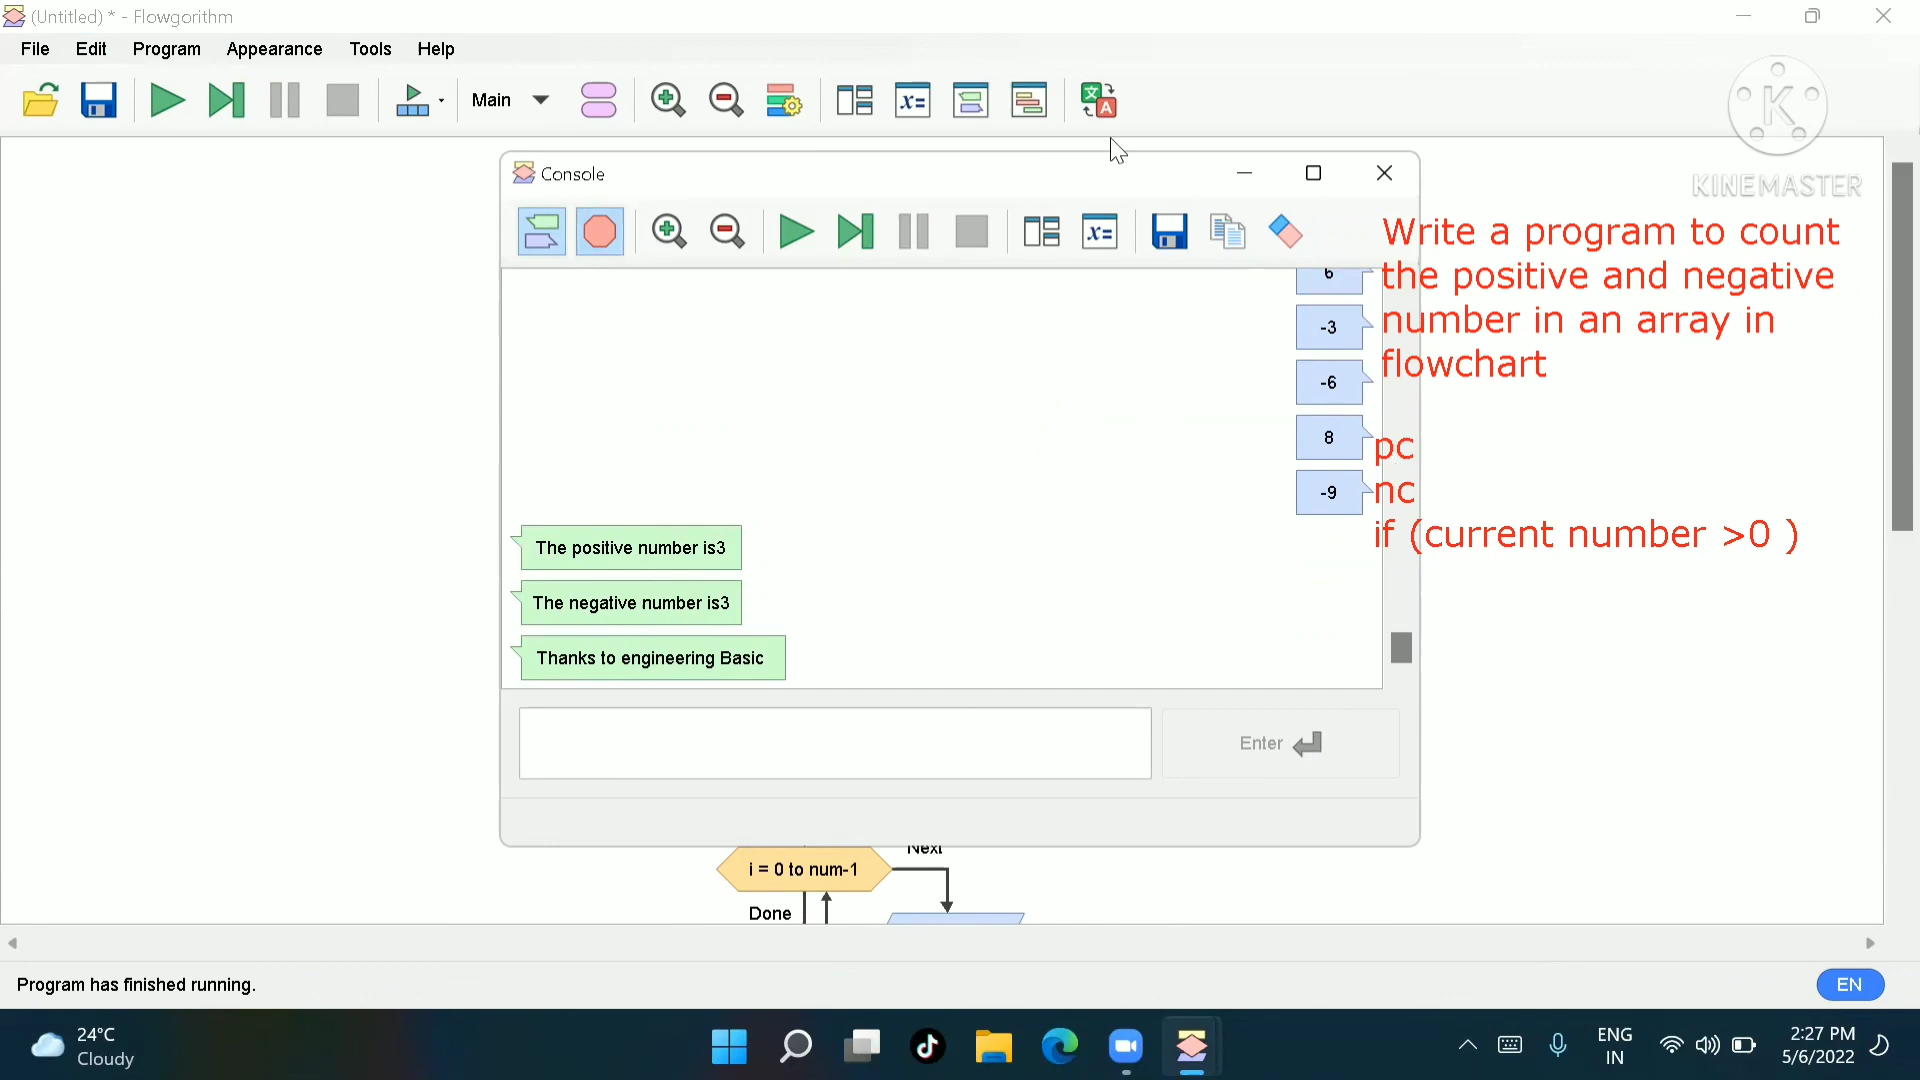 (Untitled) * - Flowgorithm
File Edit Program Appearance Tools Help
Main
x=
K
KINEMASTER
Console
x=
Write a program to count
the positive and negative
number in an array in
flowchart
6
-3
-6
8
-9
pc
nc
if (current number >0 )
The positive number is3
The negative number is3
Thanks to engineering Basic
Enter
Next
i = 0 to num-1
Done
Program has finished running.
EN
24°C
Cloudy
ENG
IN
2:27 PM
5/6/2022